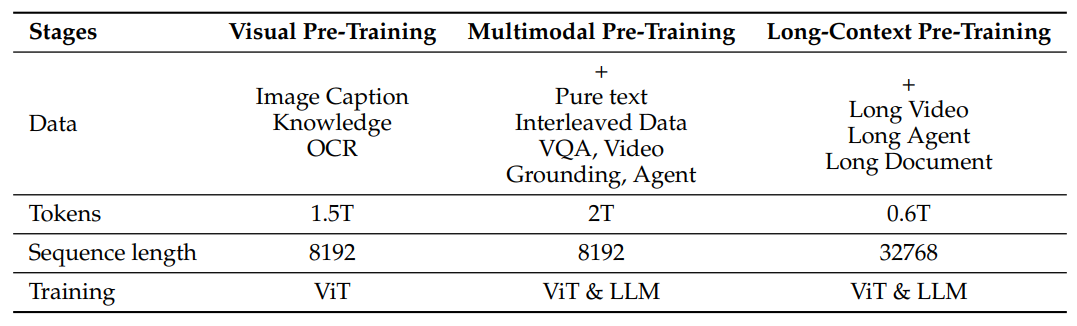 Stages Visual Pre-Training Multimodal Pre-Training Long-Context Pre-Training
Data
Image Caption
Knowledge
OCR
+
Pure text
Interleaved Data
VQA, Video
Grounding, Agent
+
Long Video
Long Agent
Long Document
Tokens 1.5T 2T 0.6T
Sequence length 8192 8192 32768
Training ViT ViT & LLM ViT & LLM